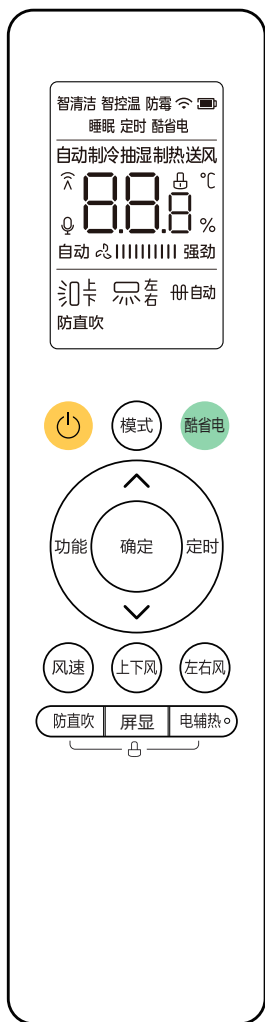 智清洁 智控温 防霉
睡眠 定时 酷省电
自动制冷抽湿制热送风
88.8 ℃
%
自动 强劲
上下 左右 自动
防直吹
模式 酷省电
功能 确定 定时
风速 上下风 左右风
防直吹 屏显 电辅热